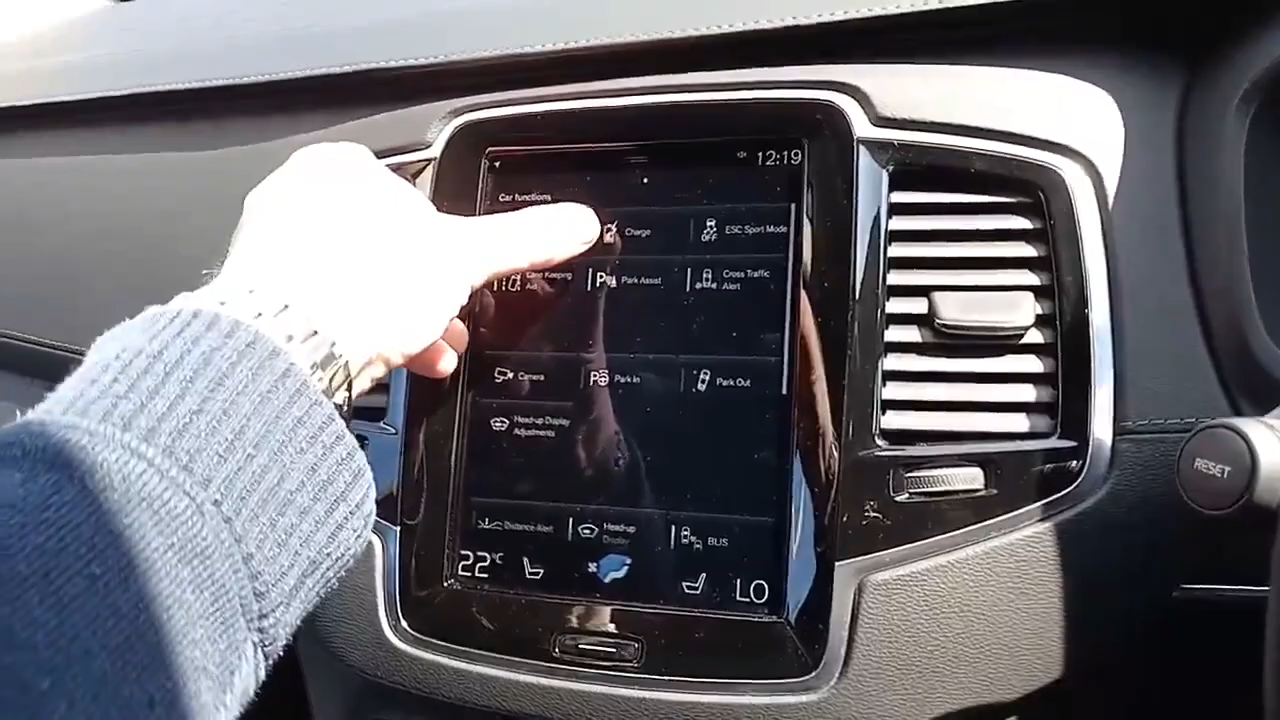 12:19
Car functions
Charge
OFF
ESC Sport Mode
Lane Keeping
Aid
Park Assist
Cross Traffic
Alert
Camera
Park In
Park Out
Head-up Display
Adjustments
Distance Alert
Head-up
Display
BLIS
22°C
LO
RESET